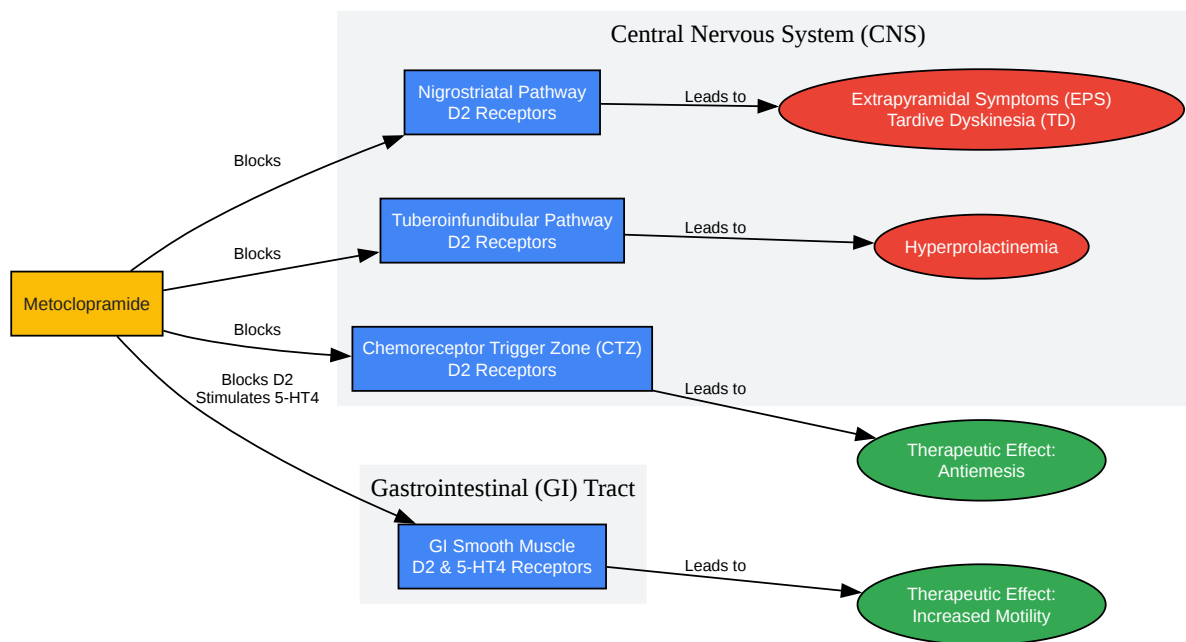 Central Nervous System (CNS)
Nigrostriatal Pathway
D2 Receptors
Leads to
Extrapyramidal Symptoms (EPS)
Tardive Dyskinesia (TD)
Blocks
Tuberoinfundibular Pathway
D2 Receptors
Leads to
Hyperprolactinemia
Blocks
Metoclopramide
Blocks
Chemoreceptor Trigger Zone (CTZ)
D2 Receptors
Leads to
Blocks D2
Stimulates 5-HT4
Therapeutic Effect:
Antiemesis
Gastrointestinal (GI) Tract
GI Smooth Muscle
D2 & 5-HT4 Receptors
Leads to
Therapeutic Effect:
Increased Motility